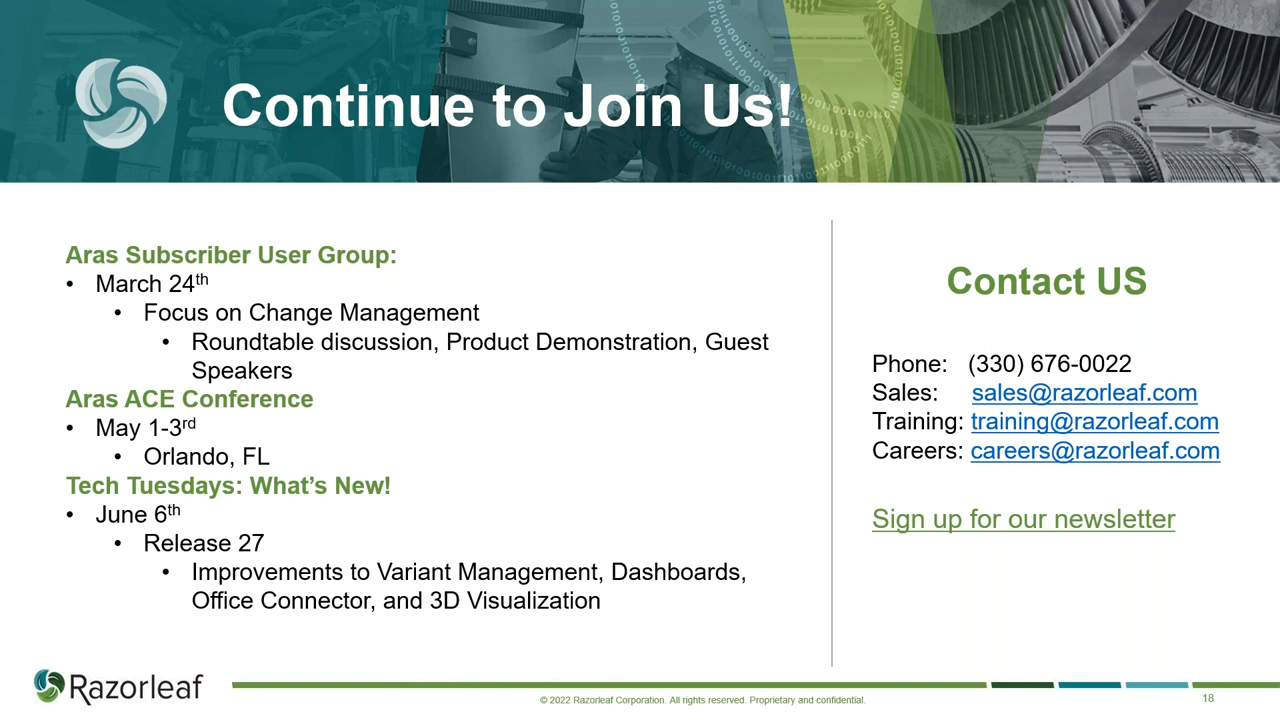 Continue to Join Us!
Aras Subscriber User Group:
• March 24th
• Focus on Change Management
• Roundtable discussion, Product Demonstration, Guest
Speakers
Aras ACE Conference
• May 1-3rd
• Orlando, FL
Tech Tuesdays: What's New!
• June 6th
• Release 27
• Improvements to Variant Management, Dashboards,
Office Connector, and 3D Visualization
Contact US
Phone: (330) 676-0022
Sales: sales@razorleaf.com
Training: training@razorleaf.com
Careers: careers@razorleaf.com
Sign up for our newsletter
Razorleaf
© 2022 Razorleaf Corporation. All rights reserved. Proprietary and confidential.
18